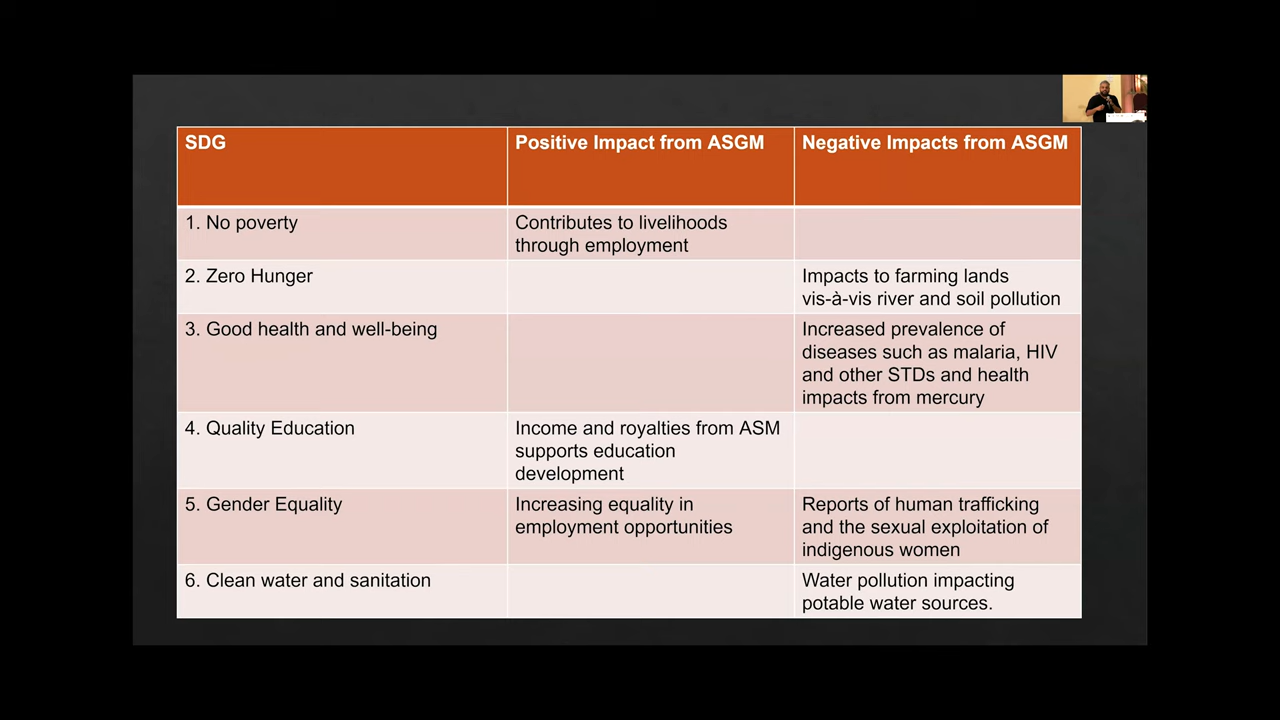 SDG
Positive Impact from ASGM
Negative Impacts from ASGM
1. No poverty
Contributes to livelihoods
through employment
2. Zero Hunger
Impacts to farming lands
vis-à-vis river and soil pollution
3. Good health and well-being
Increased prevalence of
diseases such as malaria, HIV
and other STDs and health
impacts from mercury
4. Quality Education
Income and royalties from ASM
supports education
development
5. Gender Equality
Increasing equality in
employment opportunities
Reports of human trafficking
and the sexual exploitation of
indigenous women
6. Clean water and sanitation
Water pollution impacting
potable water sources.